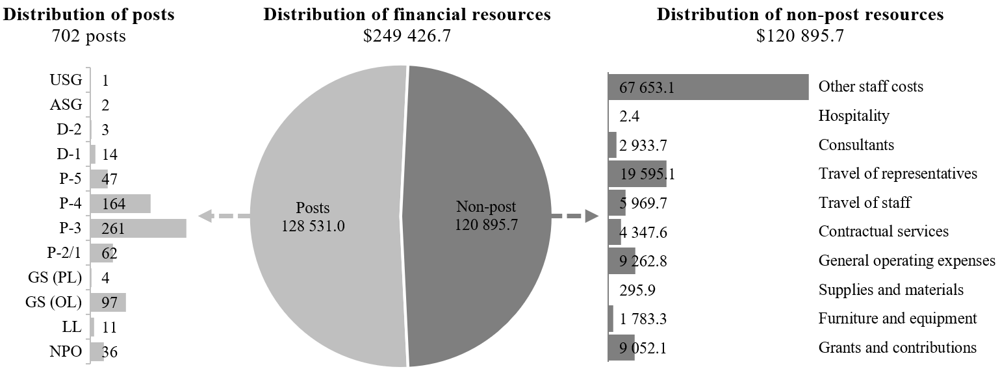 Distribution of posts
702 posts
USG 1
ASG 2
D-2 3
D-1 14
P-5 47
P-4 164
P-3 261
P-2/1 62
GS (PL) 4
GS (OL) 97
LL 11
NPO 36
Distribution of financial resources
$249 426.7
Posts
128 531.0
Non-post
120 895.7
Distribution of non-post resources
$120 895.7
67 653.1 Other staff costs
2.4 Hospitality
2 933.7 Consultants
19 595.1 Travel of representatives
5 969.7 Travel of staff
4 347.6 Contractual services
9 262.8 General operating expenses
295.9 Supplies and materials
1 783.3 Furniture and equipment
9 052.1 Grants and contributions